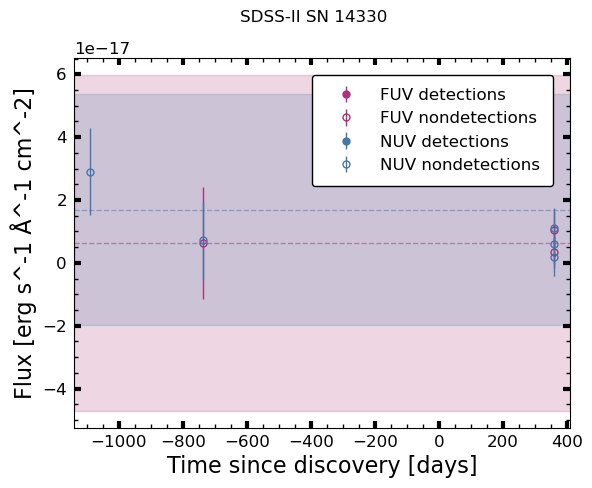 SDSS-II SN 14330
1e−17
6
4
2
0
−2
−4
Flux [erg s^-1 Å^-1 cm^-2]
FUV detections
FUV nondetections
NUV detections
NUV nondetections
−1000 −800 −600 −400 −200 0 200 400
Time since discovery [days]